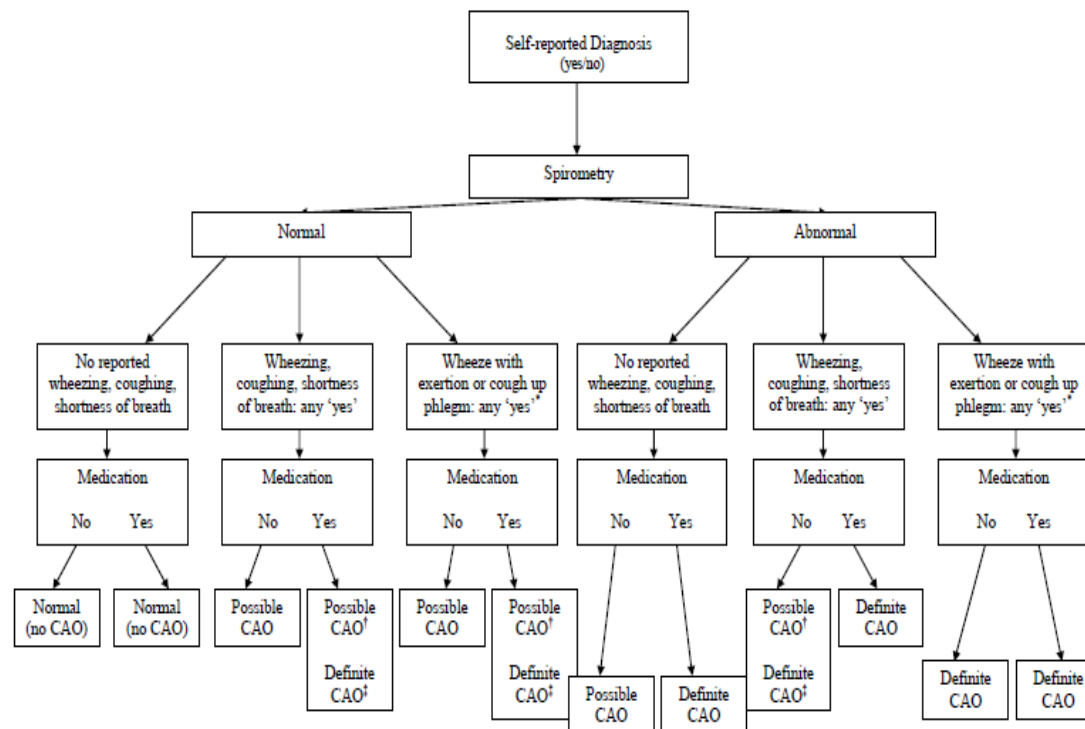 Self-reported Diagnosis
(yes/no)
Spirometry
Normal
Abnormal
No reported
wheezing, coughing,
shortness of breath
Wheezing,
coughing, shortness
of breath: any ‘yes’
Wheeze with
exertion or cough up
phlegm: any ‘yes’*
No reported
wheezing, coughing,
shortness of breath
Wheezing,
coughing, shortness
of breath: any ‘yes’
Wheeze with
exertion or cough up
phlegm: any ‘yes’*
Medication
No Yes
Medication
No Yes
Medication
No Yes
Medication
No Yes
Medication
No Yes
Medication
No Yes
Normal
(no CAO)
Normal
(no CAO)
Possible
CAO
Possible
CAO†
Definite
CAO‡
Possible
CAO
Possible
CAO†
Definite
CAO‡
Possible
CAO
Definite
CAO
Possible
CAO†
Definite
CAO‡
Definite
CAO
Definite
CAO
Definite
CAO